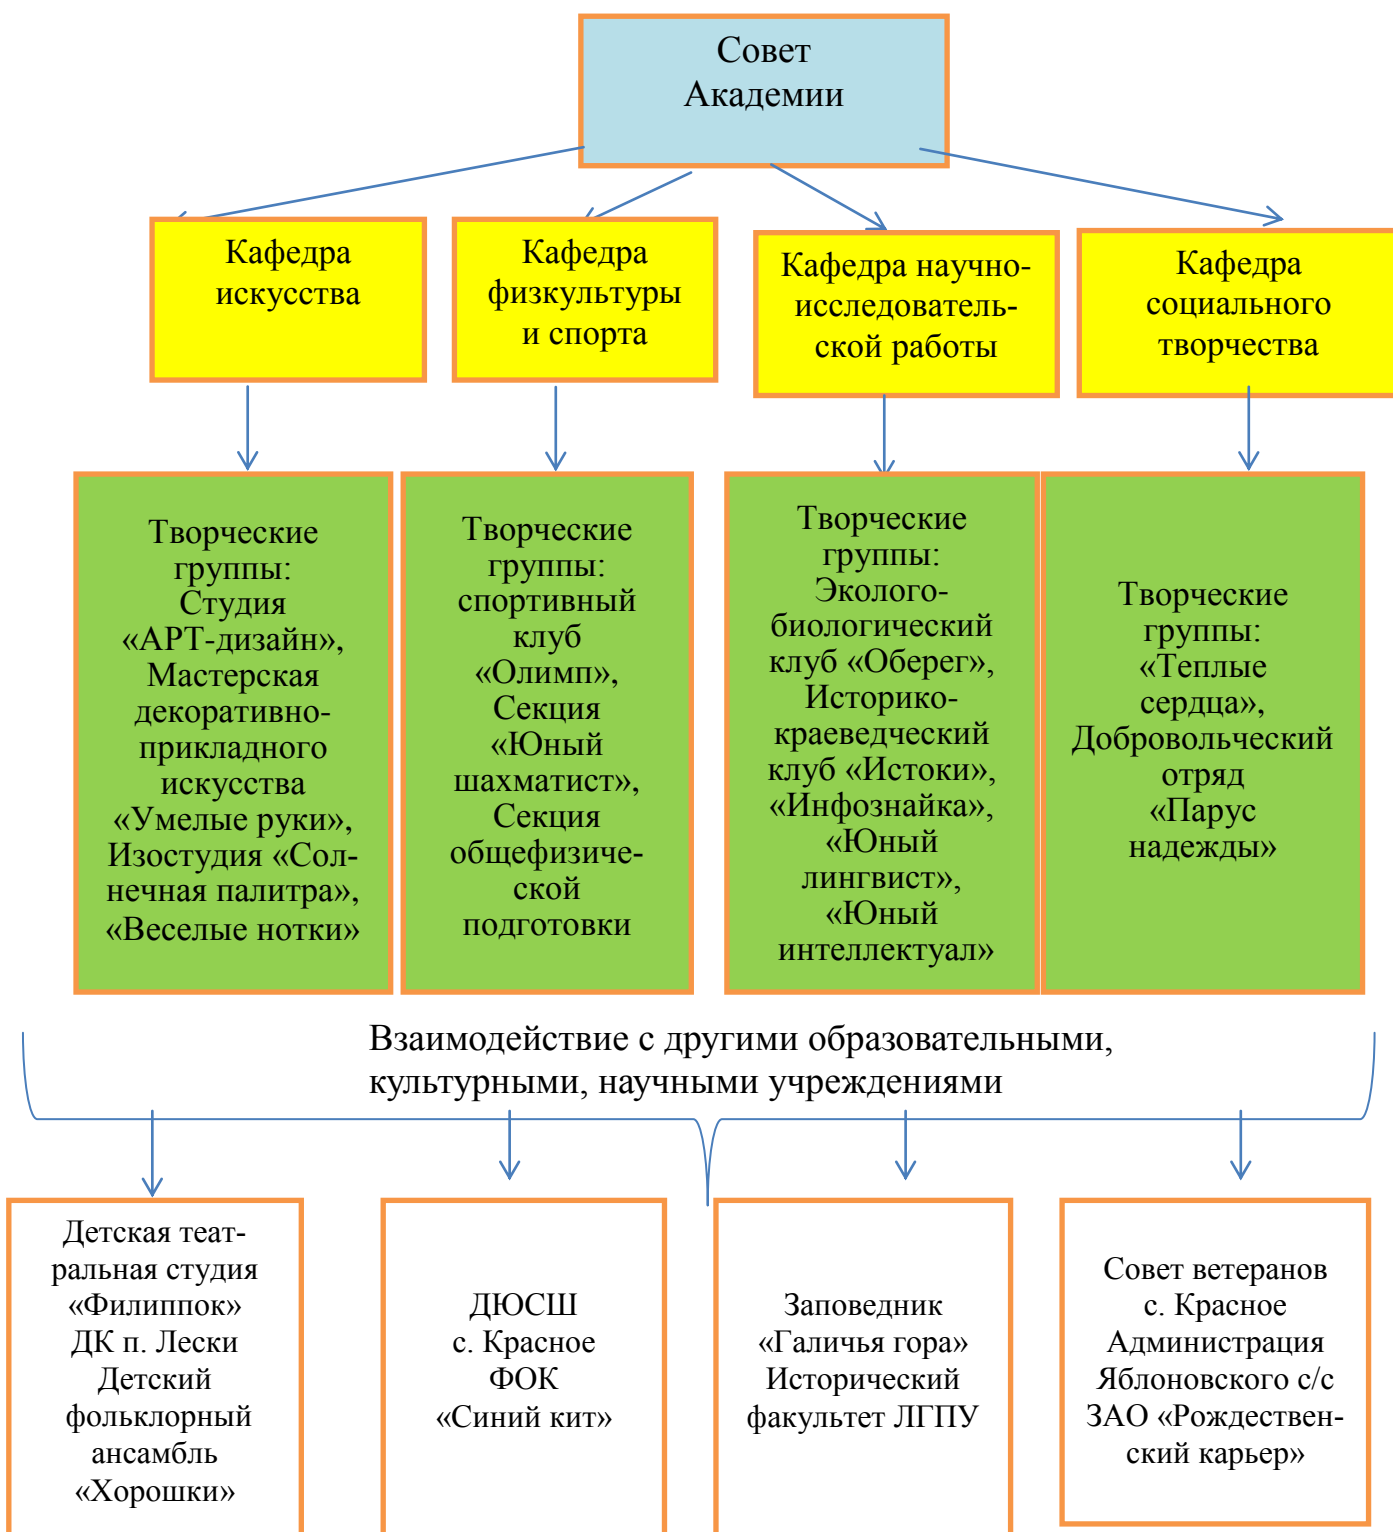 Совет
Академии
Кафедра
искусства
Кафедра
физкультуры
и спорта
Кафедра научно-
исследователь-
ской работы
Кафедра
социального
творчества
Творческие
группы:
Студия
«АРТ-дизайн»,
Мастерская
декоративно-
прикладного
искусства
«Умелые руки»,
Изостудия «Сол-
нечная палитра»,
«Веселые нотки»
Творческие
группы:
спортивный
клуб
«Олимп»,
Секция
«Юный
шахматист»,
Секция
общефизиче-
ской
подготовки
Творческие
группы:
Эколого-
биологический
клуб «Оберег»,
Историко-
краеведческий
клуб «Истоки»,
«Инфознайка»,
«Юный
лингвист»,
«Юный
интеллектуал»
Творческие
группы:
«Теплые
сердца»,
Добровольческий
отряд
«Парус
надежды»
Взаимодействие с другими образовательными,
культурными, научными учреждениями
Детская теат-
ральная студия
«Филиппок»
ДК п. Лески
Детский
фольклорный
ансамбль
«Хорошки»
ДЮСШ
с. Красное
ФОК
«Синий кит»
Заповедник
«Галичья гора»
Исторический
факультет ЛГПУ
Совет ветеранов
с. Красное
Администрация
Яблоновского с/с
ЗАО «Рождествен-
ский карьер»